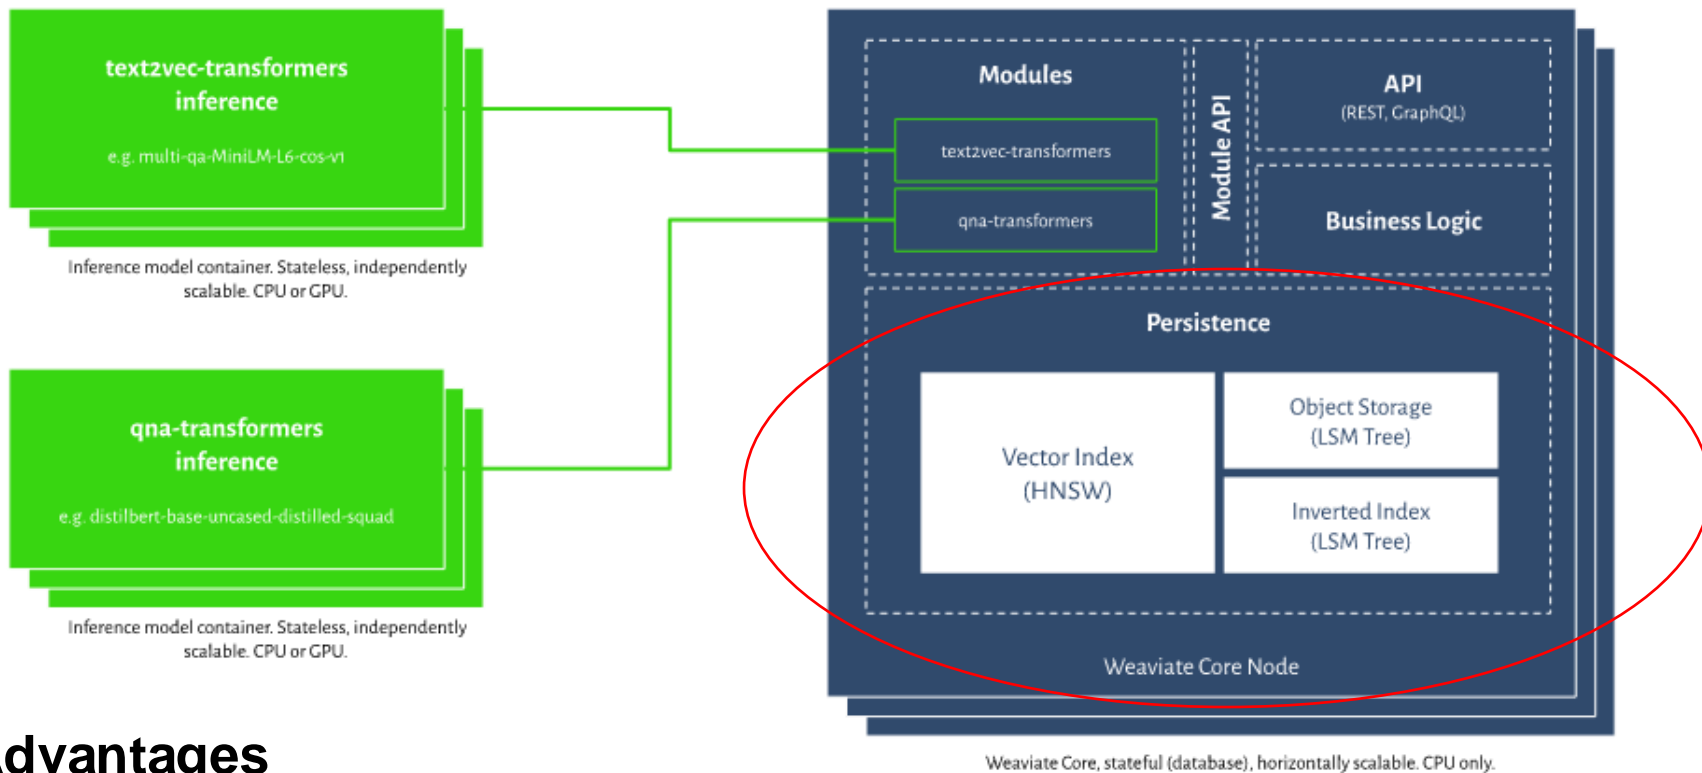 text2vec-transformers
inference
e.g. multi-qa-MiniLM-L6-cos-v1
Inference model container. Stateless, independently
scalable. CPU or GPU.
qna-transformers
inference
e.g. distilbert-base-uncased-distilled-squad
Inference model container. Stateless, independently
scalable. CPU or GPU.
Modules
text2vec-transformers
qna-transformers
Module API
API
(REST, GraphQL)
Business Logic
Persistence
Vector Index
(HNSW)
Object Storage
(LSM Tree)
Inverted Index
(LSM Tree)
Weaviate Core Node
Weaviate Core, stateful (database), horizontally scalable. CPU only.
Advantages